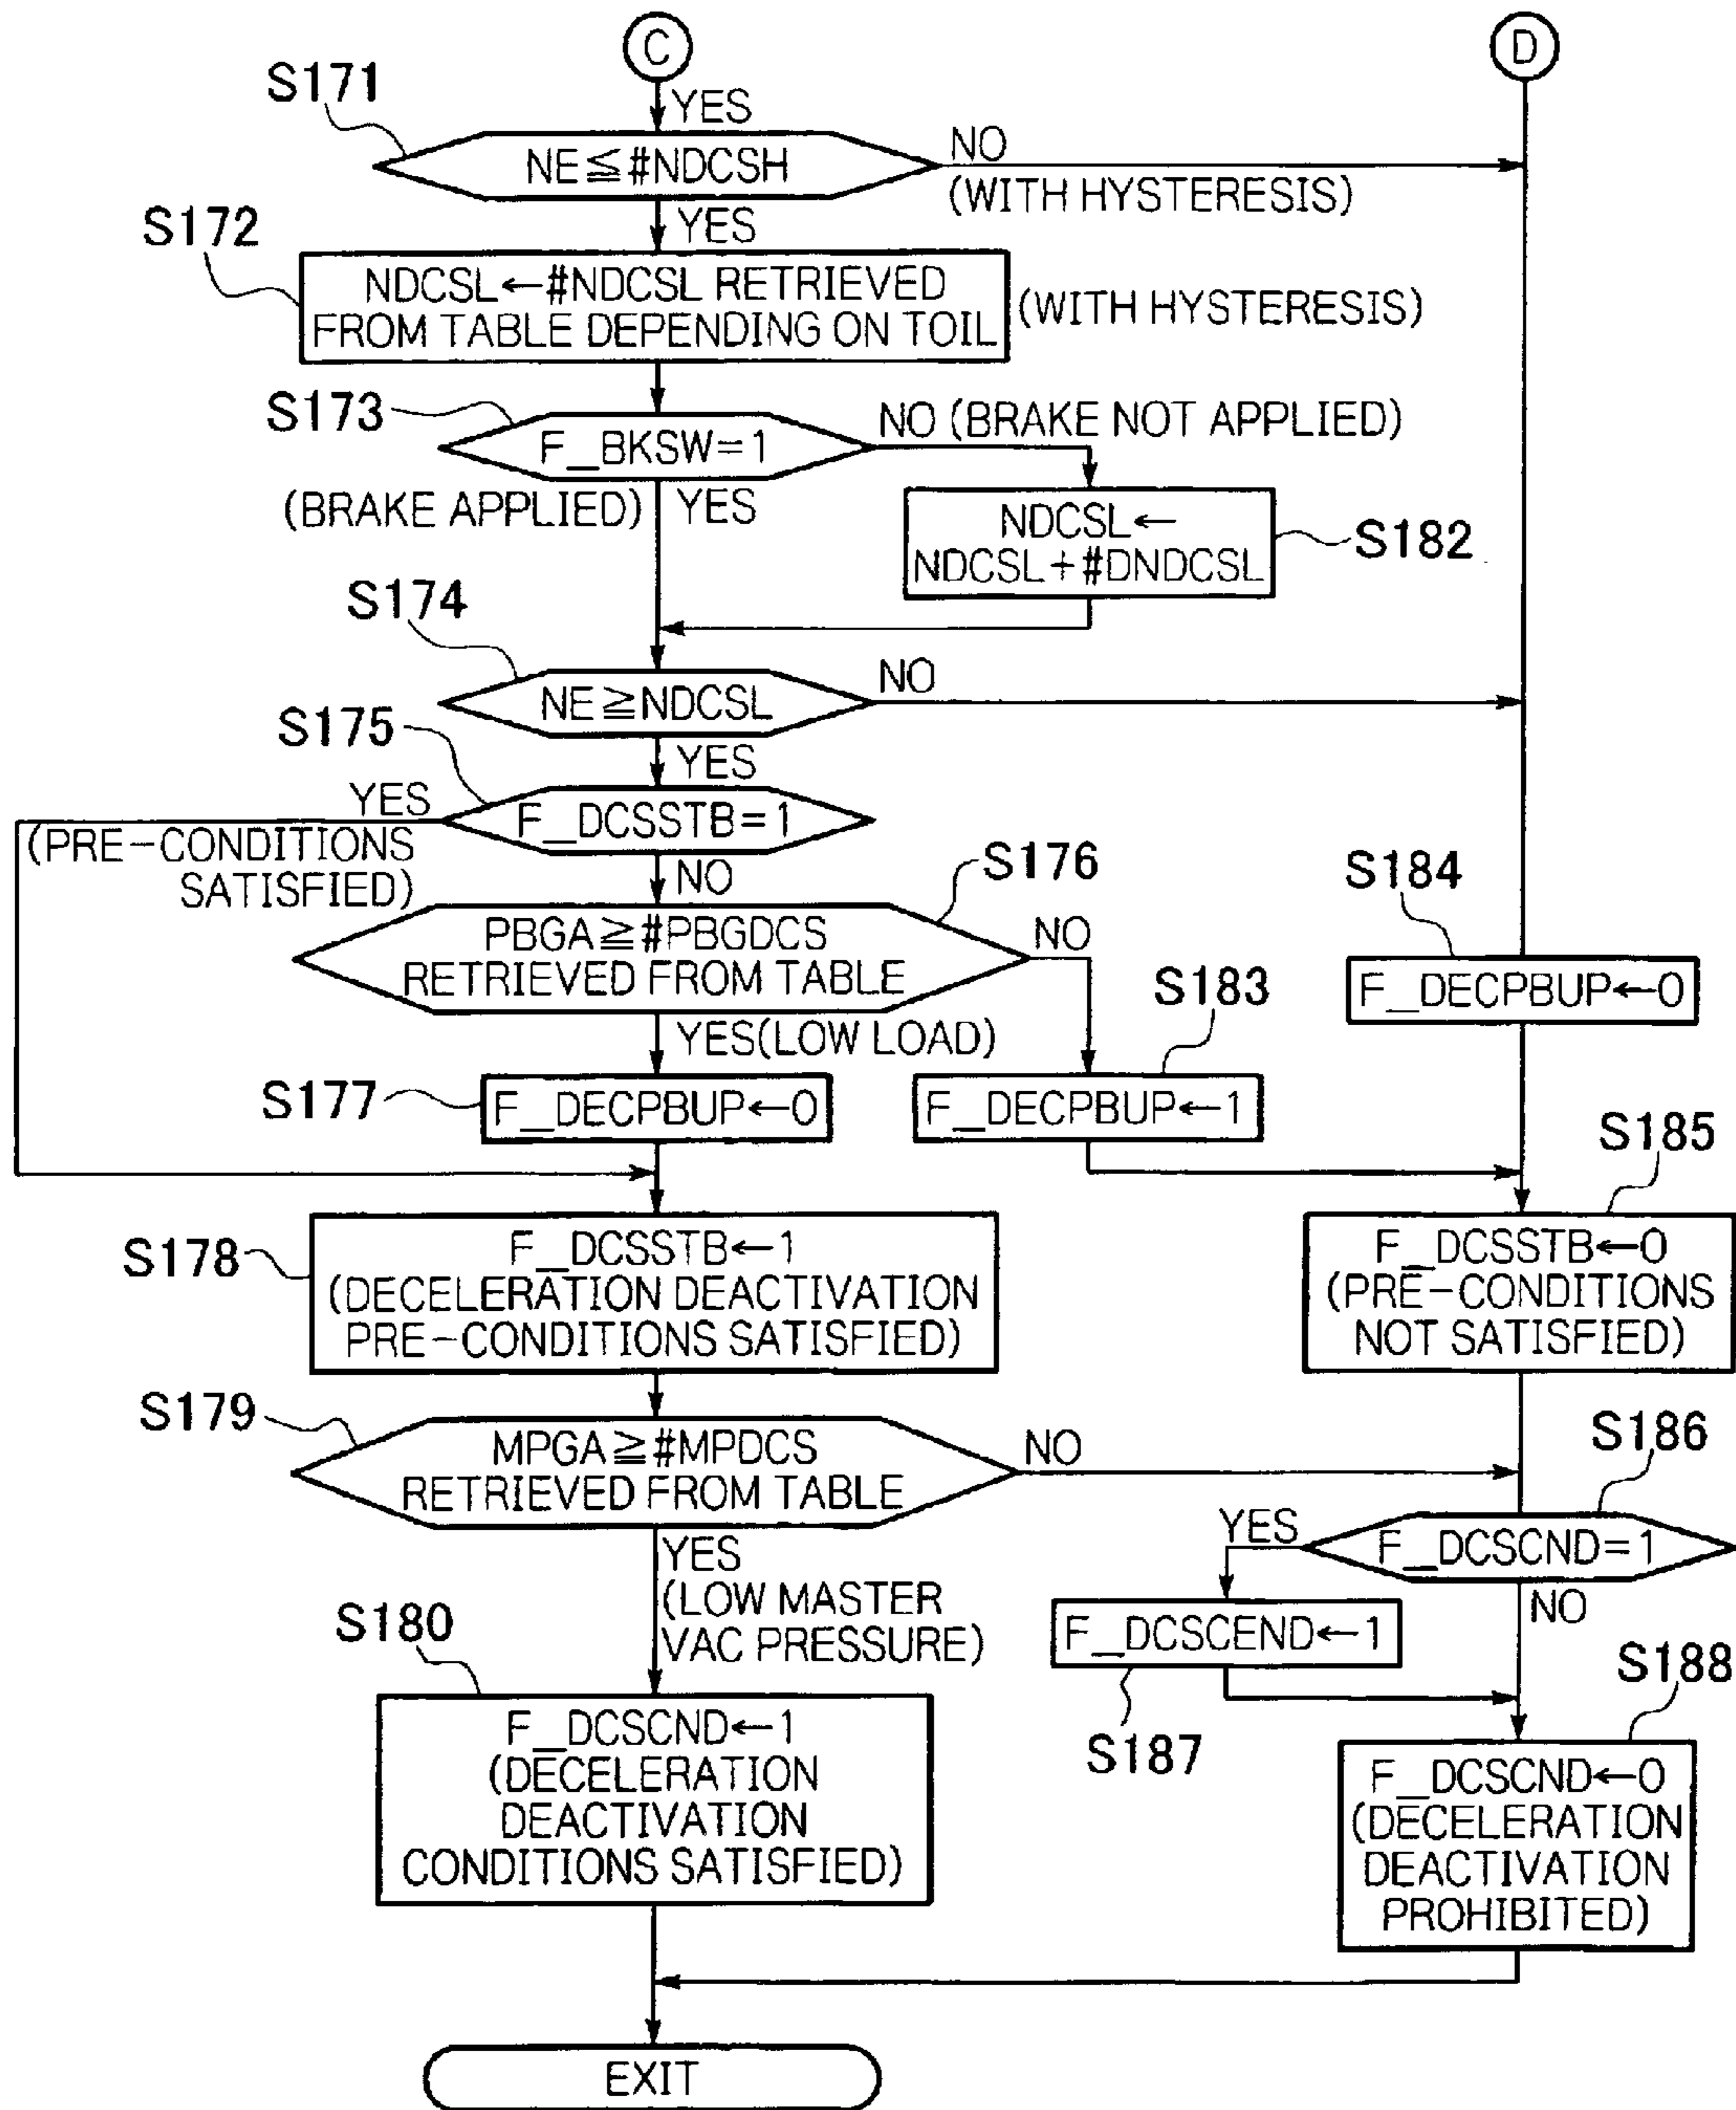 C
D
S171
YES
NE≦#NDCSH
NO
(WITH HYSTERESIS)
S172
YES
NDCSL←#NDCSL RETRIEVED
FROM TABLE DEPENDING ON TOIL
(WITH HYSTERESIS)
S173
F_BKSW=1
NO (BRAKE NOT APPLIED)
(BRAKE APPLIED)
YES
NDCSL←
NDCSL+#DNDCSL
S182
S174
NE≧NDCSL
NO
S175
YES
YES
(PRE-CONDITIONS
SATISFIED)
F_DCSSTB=1
NO
S176
PBGA≧#PBGDCS
RETRIEVED FROM TABLE
NO
S184
F_DECPBUP←0
YES(LOW LOAD)
S183
S177
F_DECPBUP←0
F_DECPBUP←1
S185
S178
F_DCSSTB←1
(DECELERATION DEACTIVATION
PRE-CONDITIONS SATISFIED)
F_DCSSTB←0
(PRE-CONDITIONS
NOT SATISFIED)
S179
MPGA≧#MPDCS
RETRIEVED FROM TABLE
NO
S186
YES
F_DCSCND=1
YES
(LOW MASTER
VAC PRESSURE)
NO
F_DCSCEND←1
S187
S180
S188
F_DCSCND←1
(DECELERATION
DEACTIVATION
CONDITIONS SATISFIED)
F_DCSCND←0
(DECELERATION
DEACTIVATION
PROHIBITED)
EXIT